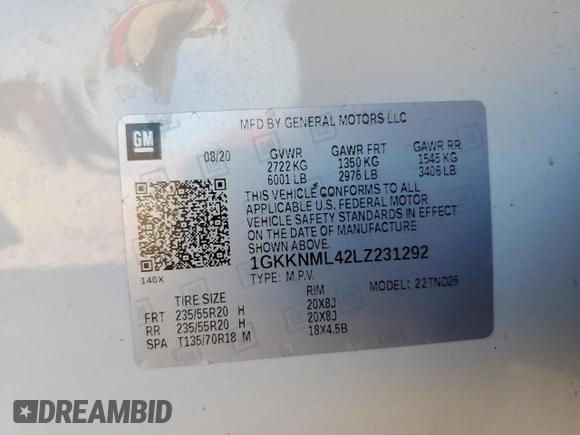 MFD BY GENERAL MOTORS LLC
GM
08/20 GVWR GAWR FRT GAWR RR
2722 KG 1350 KG 1545 KG
6001 LB 2976 LB 3406 LB
THIS VEHICLE CONFORMS TO ALL
APPLICABLE U.S. FEDERAL MOTOR
VEHICLE SAFETY STANDARDS IN EFFECT
ON THE DATE OF MANUFACTURE
SHOWN ABOVE.
1GKKNML42LZ231292
140X TYPE: M.P.V. MODEL: 22TND26
TIRE SIZE RIM
FRT 235/55R20 H 20X8J
RR 235/55R20 H 20X8J
SPA T135/70R18 M 18X4.5B
DREAMBID